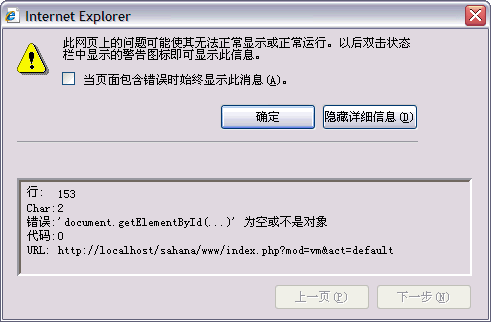 Internet Explorer
此网页上的问题可能使其无法正常显示或正常运行。以后双击状态
栏中显示的警告图标即可显示此信息。
当页面包含错误时始终显示此消息(A)。
确定
隐藏详细信息(D)
行: 153
Char:2
错误:'document.getElementById(...)' 为空或不是对象
代码:0
URL: http://localhost/sahana/www/index.php?mod=vm&act=default
上一页(P)
下一步(N)